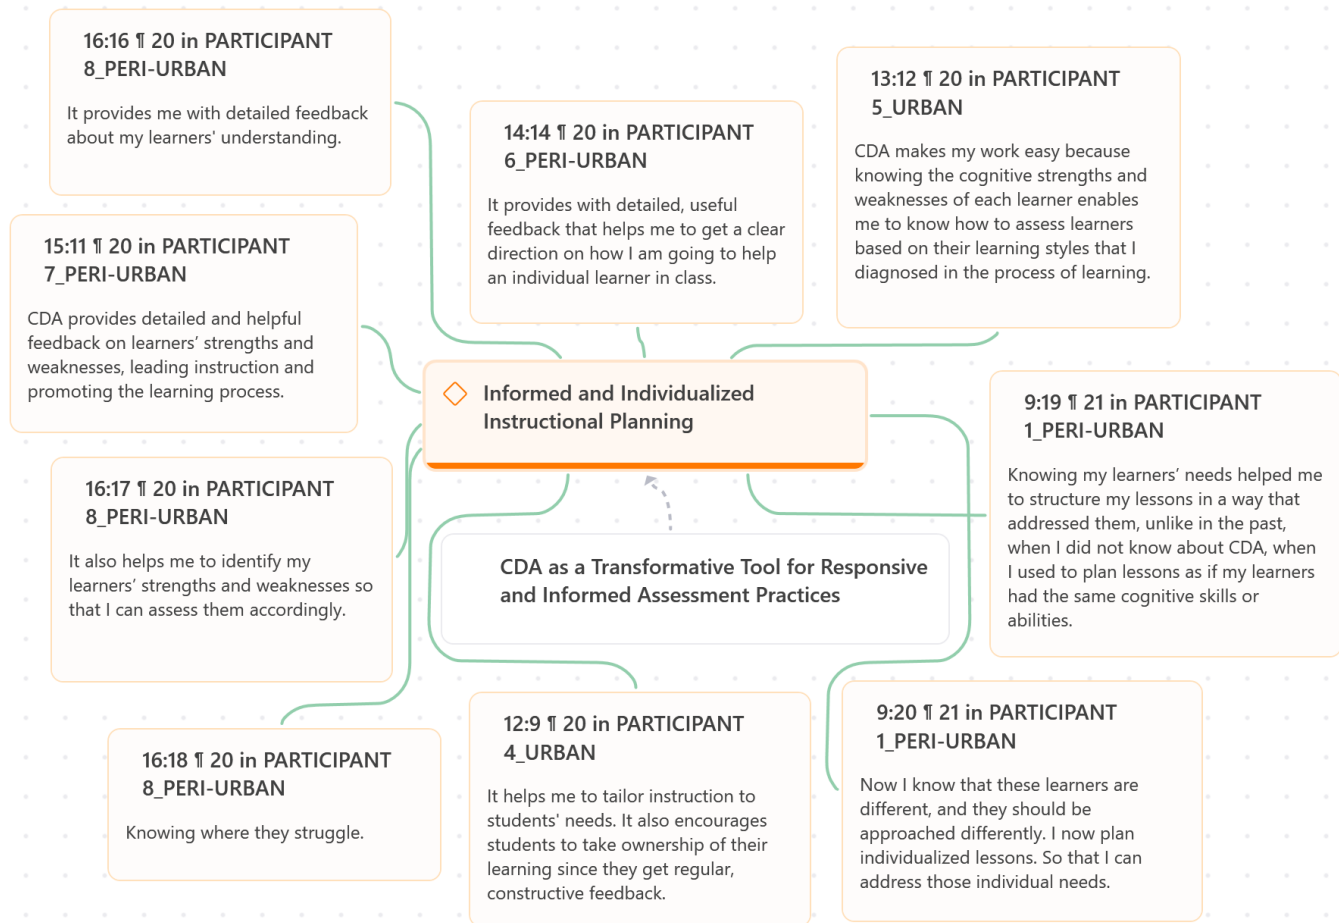 16:16 ¶ 20 in PARTICIPANT
8_PERI-URBAN
It provides me with detailed feedback
about my learners' understanding.
14:14 ¶ 20 in PARTICIPANT
6_PERI-URBAN
It provides with detailed, useful
feedback that helps me to get a clear
direction on how I am going to help
an individual learner in class.
13:12 ¶ 20 in PARTICIPANT
5_URBAN
CDA makes my work easy because
knowing the cognitive strengths and
weaknesses of each learner enables
me to know how to assess learners
based on their learning styles that I
diagnosed in the process of learning.
15:11 ¶ 20 in PARTICIPANT
7_PERI-URBAN
CDA provides detailed and helpful
feedback on learners’ strengths and
weaknesses, leading instruction and
promoting the learning process.
Informed and Individualized
Instructional Planning
9:19 ¶ 21 in PARTICIPANT
1_PERI-URBAN
Knowing my learners’ needs helped me
to structure my lessons in a way that
addressed them, unlike in the past,
when I did not know about CDA, when
I used to plan lessons as if my learners
had the same cognitive skills or
abilities.
16:17 ¶ 20 in PARTICIPANT
8_PERI-URBAN
It also helps me to identify my
learners’ strengths and weaknesses so
that I can assess them accordingly.
CDA as a Transformative Tool for Responsive
and Informed Assessment Practices
16:18 ¶ 20 in PARTICIPANT
8_PERI-URBAN
Knowing where they struggle.
12:9 ¶ 20 in PARTICIPANT
4_URBAN
It helps me to tailor instruction to
students' needs. It also encourages
students to take ownership of their
learning since they get regular,
constructive feedback.
9:20 ¶ 21 in PARTICIPANT
1_PERI-URBAN
Now I know that these learners are
different, and they should be
approached differently. I now plan
individualized lessons. So that I can
address those individual needs.